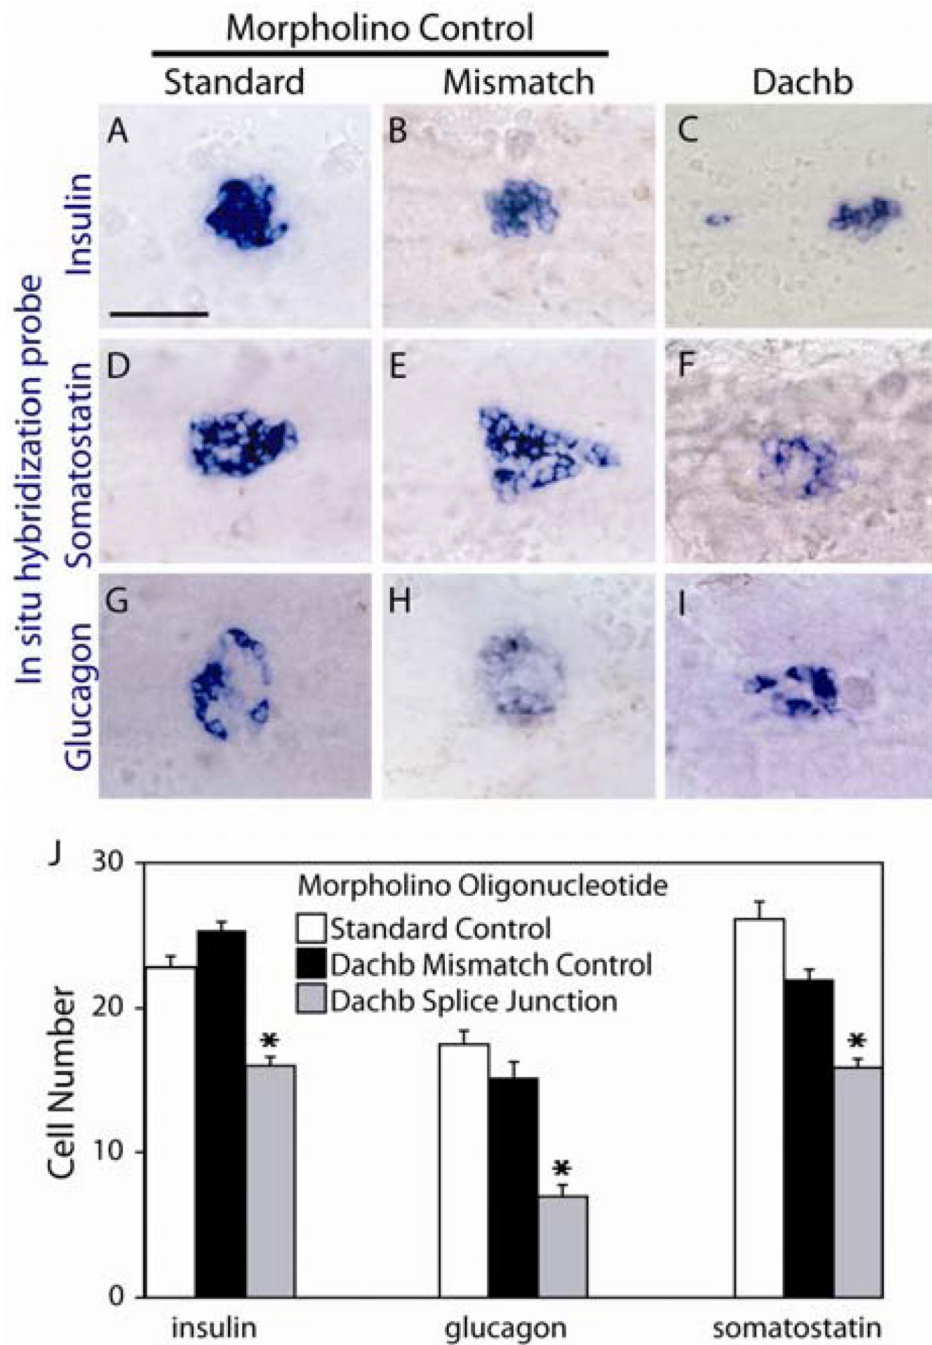 Morpholino Control
Standard Mismatch Dachb
In situ hybridization probe
Insulin
A B C
Somatostatin
D E F
Glucagon
G H I
J
30
20
10
0
Cell Number
Morpholino Oligonucleotide
Standard Control
Dachb Mismatch Control
Dachb Splice Junction
*
*
*
insulin glucagon somatostatin